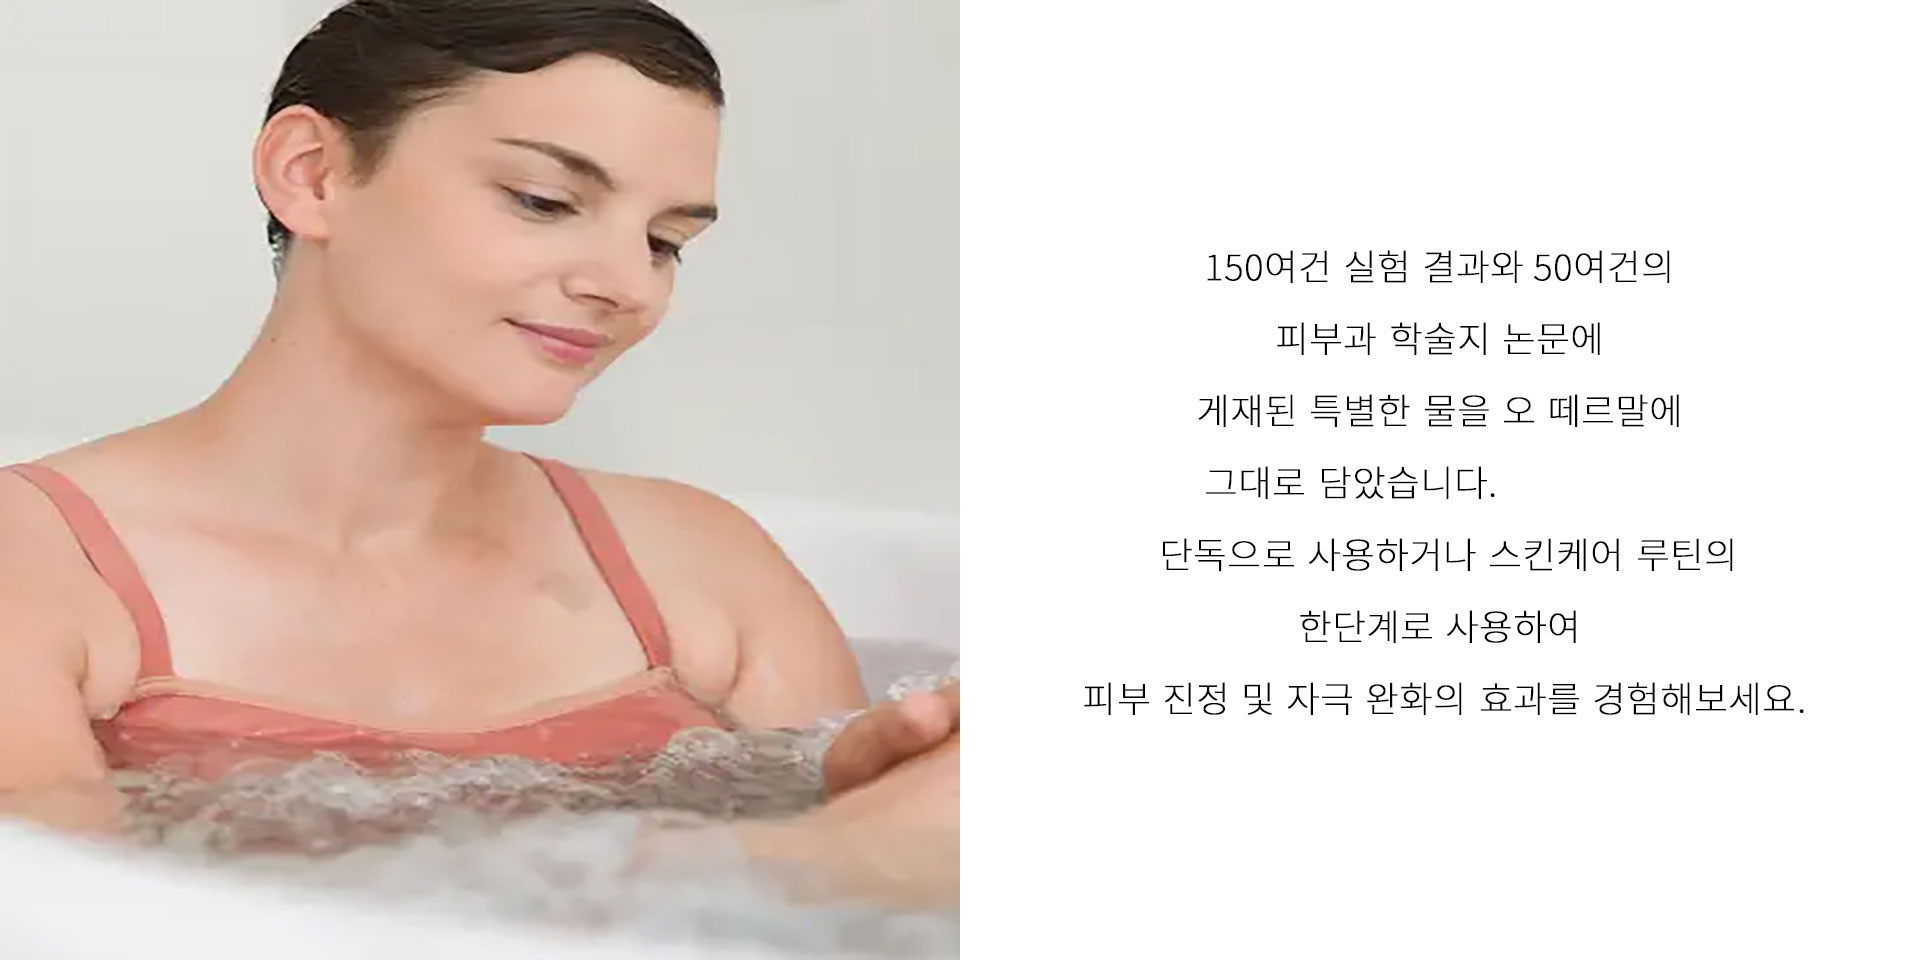 150여건 실험 결과와 50여건의
피부과 학술지 논문에
게재된 특별한 물을 오 떼르말에
그대로 담았습니다.
단독으로 사용하거나 스킨케어 루틴의
한단계로 사용하여
피부 진정 및 자극 완화의 효과를 경험해보세요.